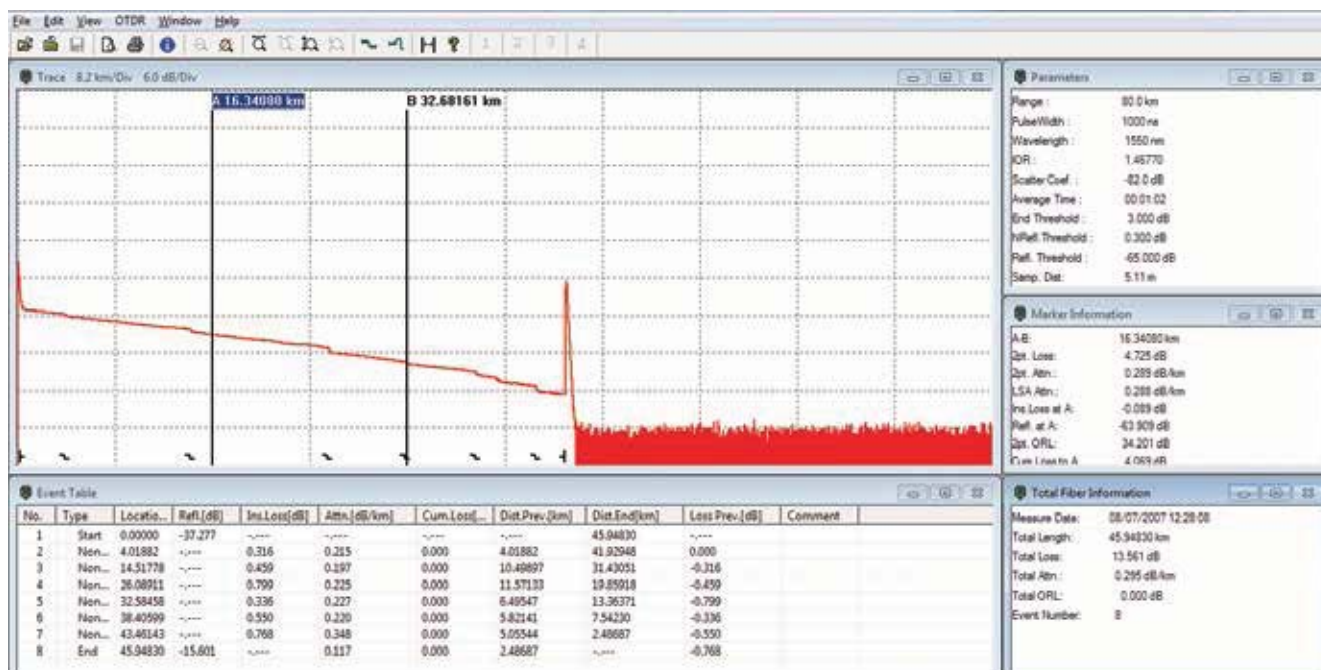 File Edit View OTDR Window Help
1 2 3 4
Trace 8.2 km/Div 6.0 dB/Div
A 16.34080 km
B 32.68161 km
Parameters
Range : 80.0 km
PulseWidth : 1000 ns
Wavelength : 1550 nm
IOR : 1.46770
Scatter Coef. : -82.0 dB
Average Time : 00:01:02
End Threshold : 3.000 dB
NRefl.Threshold : 0.300 dB
Refl. Threshold : -65.000 dB
Samp. Dist: 5.11 m
Marker Information
A-B: 16.34080 km
2pt. Loss: 4.725 dB
2pt. Attn.: 0.289 dB/km
LSA Attn.: 0.288 dB/km
Ins Loss at A: -0.089 dB
Refl. at A: -63.909 dB
2pt. ORL: 34.201 dB
Cum Loss to A 4.069 dB
Event Table
No. Type Locatio... Refl.[dB] Ins.Loss[dB] Attn.[dB/km] Cum.Loss[... Dist.Prev.[km] Dist.End[km] Loss Prev.[dB] Comment
1 Start 0.00000 -37.277 -.--- -.--- -.--- -.--- 45.94830 -.---
2 Non... 4.01882 -.--- 0.316 0.215 0.000 4.01882 41.92948 0.000
3 Non... 14.51778 -.--- 0.459 0.197 0.000 10.49897 31.43051 -0.316
4 Non... 26.08911 -.--- 0.799 0.225 0.000 11.57133 19.85918 -0.459
5 Non... 32.58458 -.--- 0.336 0.227 0.000 6.49547 13.36371 -0.799
6 Non... 38.40599 -.--- 0.550 0.220 0.000 5.82141 7.54230 -0.336
7 Non... 43.46143 -.--- 0.768 0.348 0.000 5.05544 2.48687 -0.550
8 End 45.94830 -15.601 -.--- 0.117 0.000 2.48687 -.--- -0.768
Total Fiber Information
Measure Date: 08/07/2007 12:28:08
Total Length: 45.94830 km
Total Loss: 13.561 dB
Total Attn.: 0.295 dB/km
Total ORL: 0.000 dB
Event Number: 8